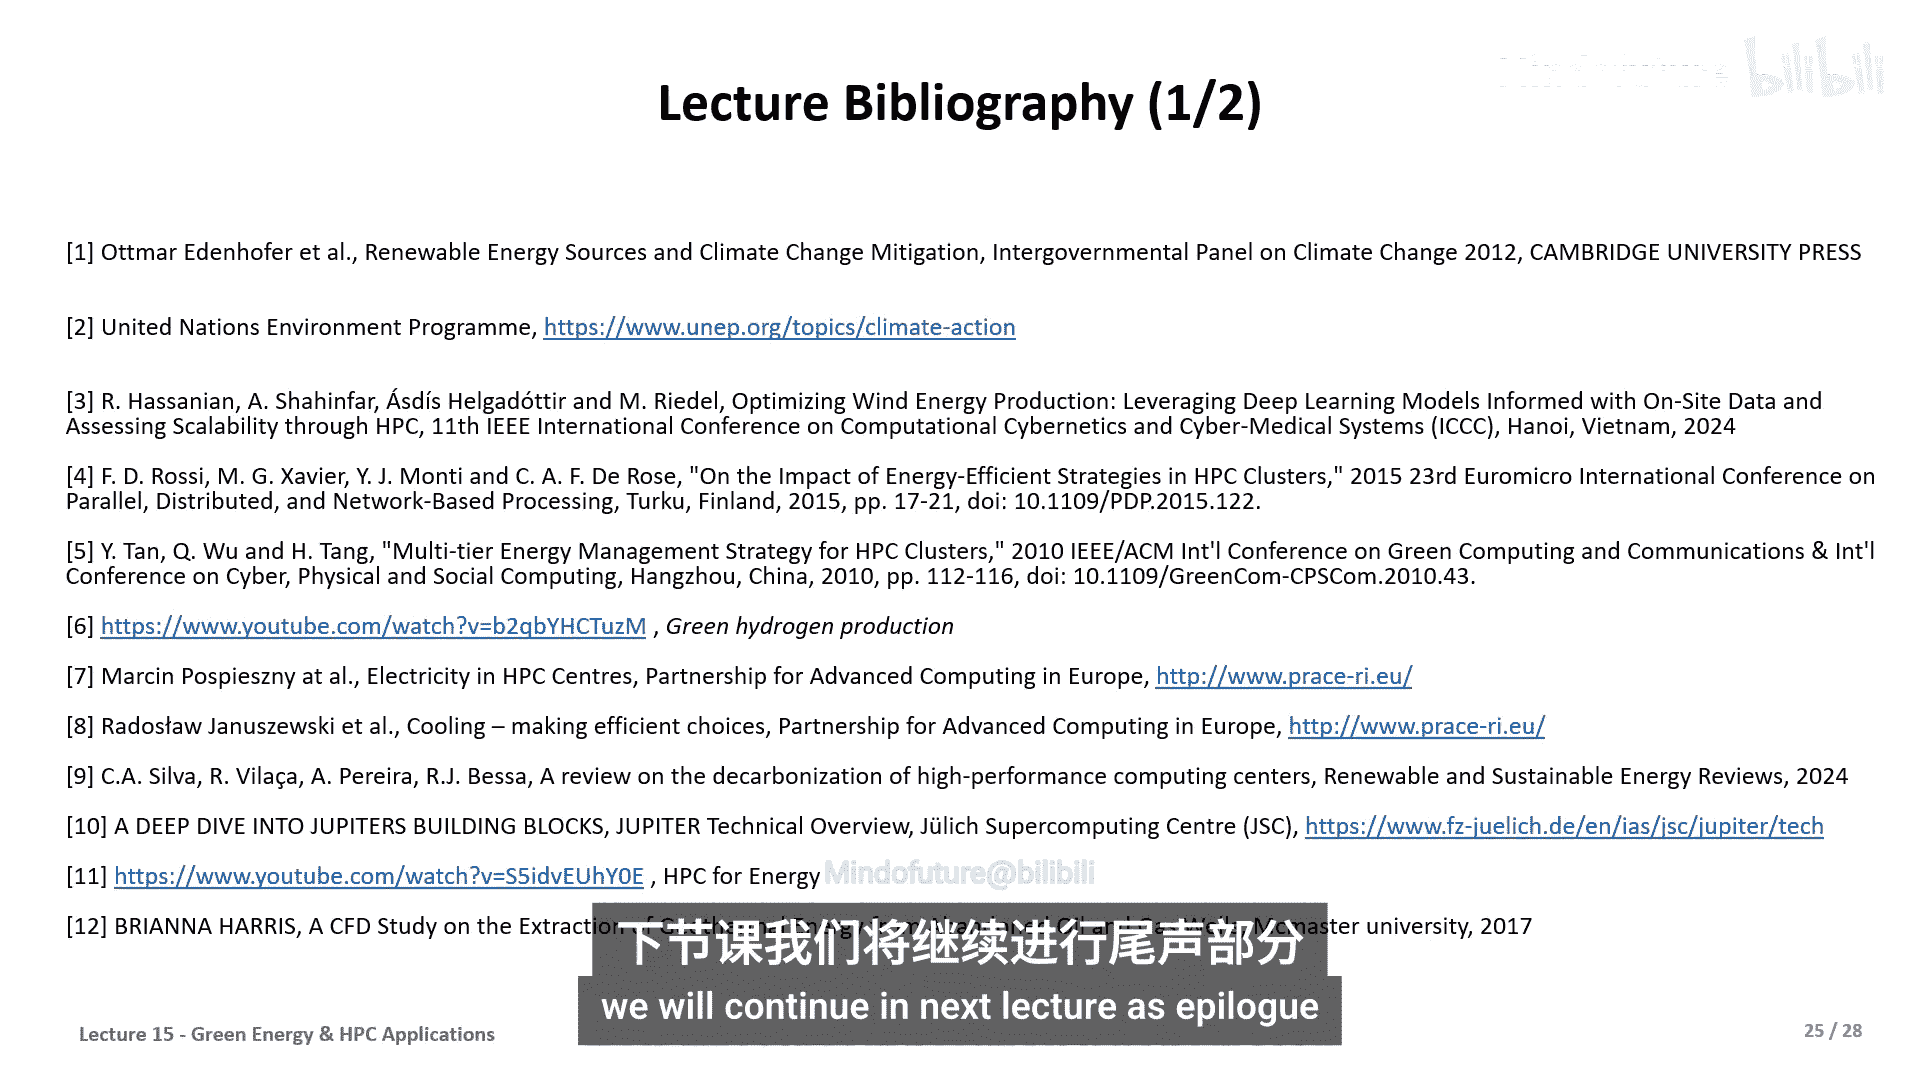 bilibili
Lecture Bibliography (1/2)
[1] Ottmar Edenhofer et al., Renewable Energy Sources and Climate Change Mitigation, Intergovernmental Panel on Climate Change 2012, CAMBRIDGE UNIVERSITY PRESS
[2] United Nations Environment Programme, https://www.unep.org/topics/climate-action
[3] R. Hassanian, A. Shahinfar, Ásdís Helgadóttir and M. Riedel, Optimizing Wind Energy Production: Leveraging Deep Learning Models Informed with On-Site Data and
Assessing Scalability through HPC, 11th IEEE International Conference on Computational Cybernetics and Cyber-Medical Systems (ICCC), Hanoi, Vietnam, 2024
[4] F. D. Rossi, M. G. Xavier, Y. J. Monti and C. A. F. De Rose, "On the Impact of Energy-Efficient Strategies in HPC Clusters," 2015 23rd Euromicro International Conference on
Parallel, Distributed, and Network-Based Processing, Turku, Finland, 2015, pp. 17-21, doi: 10.1109/PDP.2015.122.
[5] Y. Tan, Q. Wu and H. Tang, "Multi-tier Energy Management Strategy for HPC Clusters," 2010 IEEE/ACM Int'l Conference on Green Computing and Communications & Int'l
Conference on Cyber, Physical and Social Computing, Hangzhou, China, 2010, pp. 112-116, doi: 10.1109/GreenCom-CPSCom.2010.43.
[6] https://www.youtube.com/watch?v=b2qbYHCTuzM , Green hydrogen production
[7] Marcin Pospieszny at al., Electricity in HPC Centres, Partnership for Advanced Computing in Europe, http://www.prace-ri.eu/
[8] Radosław Januszewski et al., Cooling – making efficient choices, Partnership for Advanced Computing in Europe, http://www.prace-ri.eu/
[9] C.A. Silva, R. Vilaça, A. Pereira, R.J. Bessa, A review on the decarbonization of high-performance computing centers, Renewable and Sustainable Energy Reviews, 2024
[10] A DEEP DIVE INTO JUPITERS BUILDING BLOCKS, JUPITER Technical Overview, Jülich Supercomputing Centre (JSC), https://www.fz-juelich.de/en/ias/jsc/jupiter/tech
[11] https://www.youtube.com/watch?v=S5idvEUhY0E , HPC for Energy
Mindofuture@bilibili
[12] BRIANNA HARRIS, A CFD Study on the Extraction of Geothermal Energy from Abandoned Oil and Gas Wells, Mcmaster university, 2017
下节课我们将继续进行尾声部分
we will continue in next lecture as epilogue
Lecture 15 - Green Energy & HPC Applications
25 / 28